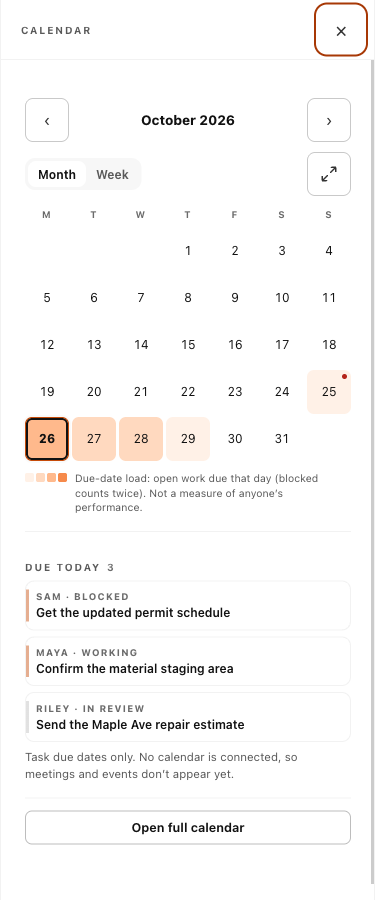 CALENDAR ×
‹ October 2026 ›
Month Week
M T W T F S S
1 2 3 4
5 6 7 8 9 10 11
12 13 14 15 16 17 18
19 20 21 22 23 24 25
26 27 28 29 30 31
Due-date load: open work due that day (blocked
counts twice). Not a measure of anyone's
performance.
DUE TODAY 3
SAM · BLOCKED
Get the updated permit schedule
MAYA · WORKING
Confirm the material staging area
RILEY · IN REVIEW
Send the Maple Ave repair estimate
Task due dates only. No calendar is connected, so
meetings and events don't appear yet.
Open full calendar